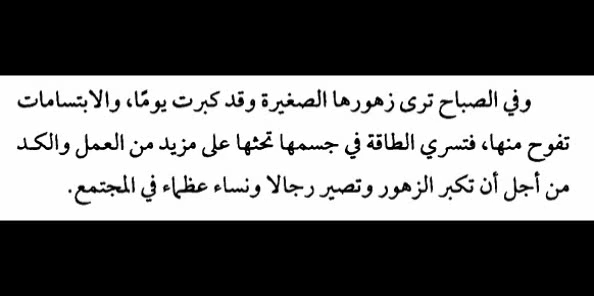 وفي الصباح ترى زهورها الصغيرة وقد كبرت يومًا، والابتسامات
تفوح منها، فتسري الطاقة في جسمها تحثها على مزيد من العمل والكد
من أجل أن تكبر الزهور وتصير رجالا ونساء عظماء في المجتمع.